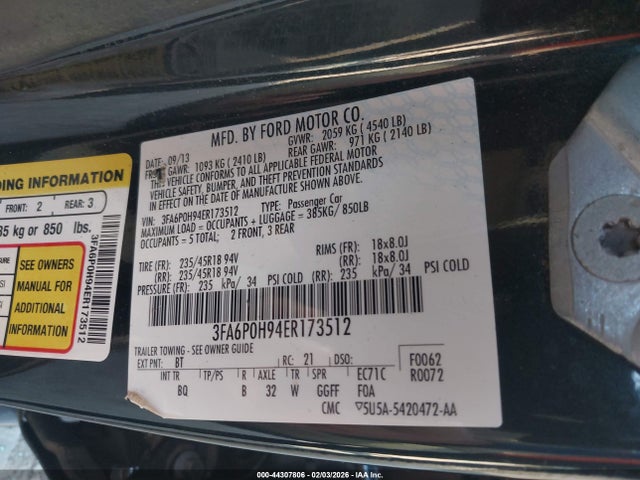 MFD. BY FORD MOTOR CO.
DATE: 09/13 GVWR: 2059 KG ( 4540 LB)
FRONT GAWR: 1093 KG ( 2410 LB) REAR GAWR: 971 KG ( 2140 LB)
THIS VEHICLE CONFORMS TO ALL APPLICABLE FEDERAL MOTOR
VEHICLE SAFETY, BUMPER, AND THEFT PREVENTION STANDARDS
IN EFFECT ON THE DATE OF MANUFACTURE SHOWN ABOVE.
VIN: 3FA6P0H94ER173512 TYPE: Passenger Car
MAXIMUM LOAD = OCCUPANTS + LUGGAGE = 385KG/ 850LB
OCCUPANTS = 5 TOTAL; 2 FRONT, 3 REAR
TIRE (FR): 235/45R18 94V RIMS (FR): 18x8.0J
(RR): 235/45R18 94V (RR): 18x8.0J
PRESSURE (FR): 235 kPa/ 34 PSI COLD (RR): 235 kPa/ 34 PSI COLD
3FA6P0H94ER173512
TRAILER TOWING - SEE OWNER GUIDE
EXT PNT: BT RC: 21 DSO: F0062
INT TR TP/PS R AXLE TR SPR EC71C R0072
BQ B 32 W GGFF FOA
CMC 5U5A-5420472-AA
DING INFORMATION
FRONT: 2 REAR: 3
85 kg or 850 lbs.
SEE OWNERS
MANUAL FOR
ADDITIONAL
INFORMATION
3FA6P0H94ER173512
000-44307806 - 02/03/2026 - IAA Inc.